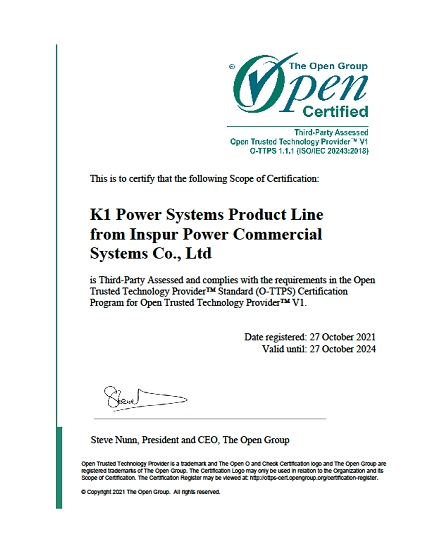 ©
The Open Group
Open
Certified
Third-Party Assessed
Open Trusted Technology Provider™ V1
O-TTPS 1.1.1 (ISO/IEC 20243:2018)
This is to certify that the following Scope of Certification:
K1 Power Systems Product Line
from Inspur Power Commercial
Systems Co., Ltd
is Third-Party Assessed and complies with the requirements in the Open
Trusted Technology Provider™ Standard (O-TTPS) Certification
Program for Open Trusted Technology Provider™ V1.
Date registered: 27 October 2021
Valid until: 27 October 2024
Steve Nunn, President and CEO, The Open Group
Open Trusted Technology Provider is a trademark and The Open O and Check Certification logo and The Open Group are
registered trademarks of The Open Group. The Certification Logo may only be used in relation to the Organization and its
Scope of Certification. The Certification Register may be viewed at: http://ottps-cert.opengroup.org/certification-register.
© Copyright 2021 The Open Group. All rights reserved.